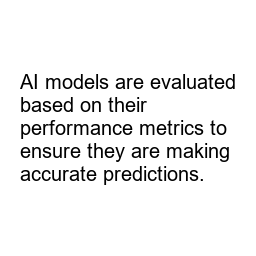 AI models are evaluated
based on their
performance metrics to
ensure they are making
accurate predictions.